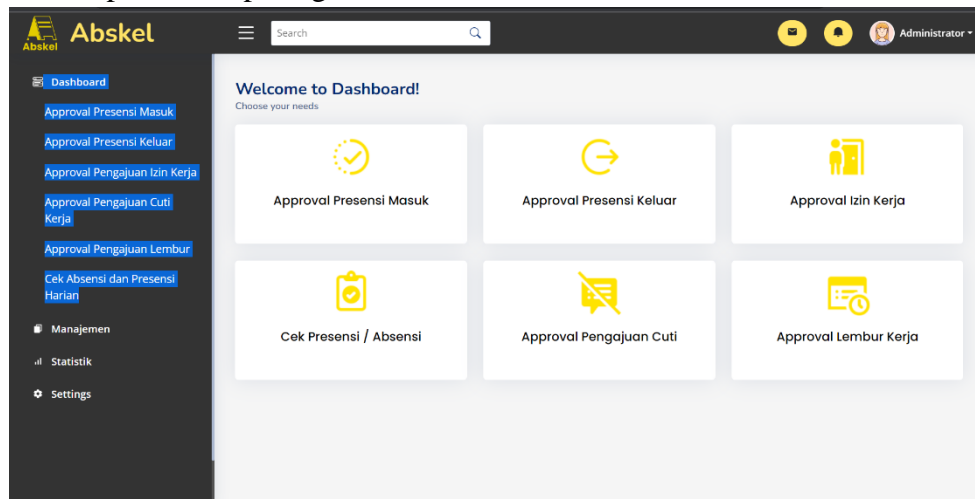 Abskel
Abskel
Search
Administrator
Dashboard
Approval Presensi Masuk
Approval Presensi Keluar
Approval Pengajuan Izin Kerja
Approval Pengajuan Cuti
Kerja
Approval Pengajuan Lembur
Cek Absensi dan Presensi
Harian
Manajemen
Statistik
Settings
Welcome to Dashboard!
Choose your needs
Approval Presensi Masuk
Approval Presensi Keluar
Approval Izin Kerja
Cek Presensi / Absensi
Approval Pengajuan Cuti
Approval Lembur Kerja